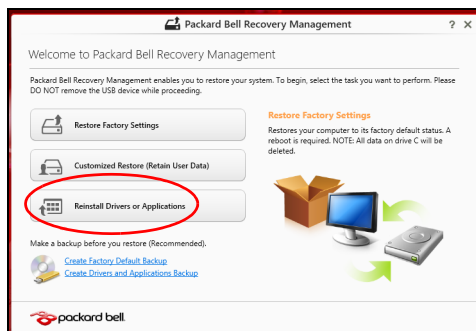 Packard Bell Recovery Management
? X
Welcome to Packard Bell Recovery Management
Packard Bell Recovery Management enables you to restore your system. To begin, select the task you want to perform. Please
DO NOT remove the USB device while proceeding.
Restore Factory Settings
Customized Restore (Retain User Data)
Reinstall Drivers or Applications
Restore Factory Settings
Restores your computer to its factory default status. A
reboot is required. NOTE: All data on drive C will be
deleted.
Make a backup before you restore (Recommended).
Create Factory Default Backup
Create Drivers and Applications Backup
packard bell.